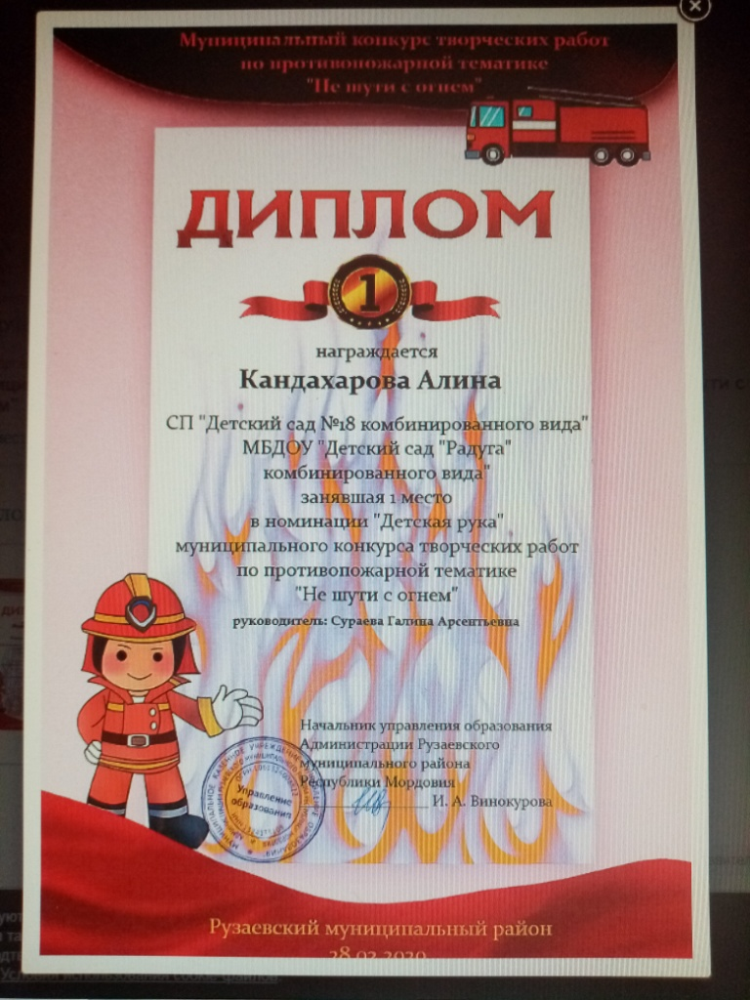 Муниципальный конкурс творческих работ
по противопожарной тематике
"Не шути с огнем"
ДИПЛОМ
1
награждается
Кандахарова Алина
СП "Детский сад №18 комбинированного вида"
МБДОУ "Детский сад "Радуга"
комбинированного вида"
занявшая 1 место
в номинации "Детская рука"
муниципального конкурса творческих работ
по противопожарной тематике
"Не шути с огнем"
руководитель: Сураева Галина Арсентьевна
Начальник управления образования
Администрации Рузаевского
муниципального района
Республики Мордовия
И. А. Винокурова
Управление
образования
Рузаевский муниципальный район
28.02.2020